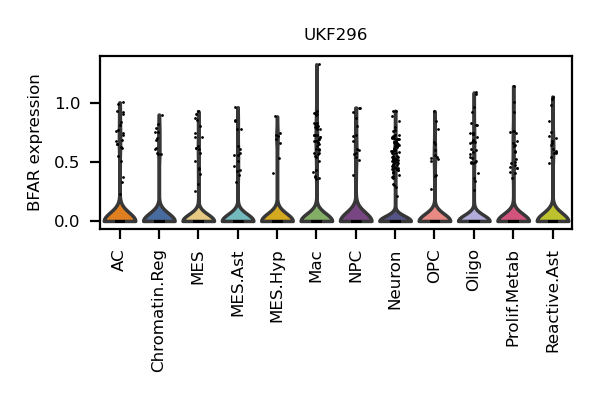 UKF296
BFAR expression
1.0
0.5
0.0
AC
Chromatin.Reg
MES
MES.Ast
MES.Hyp
Mac
NPC
Neuron
OPC
Oligo
Prolif.Metab
Reactive.Ast